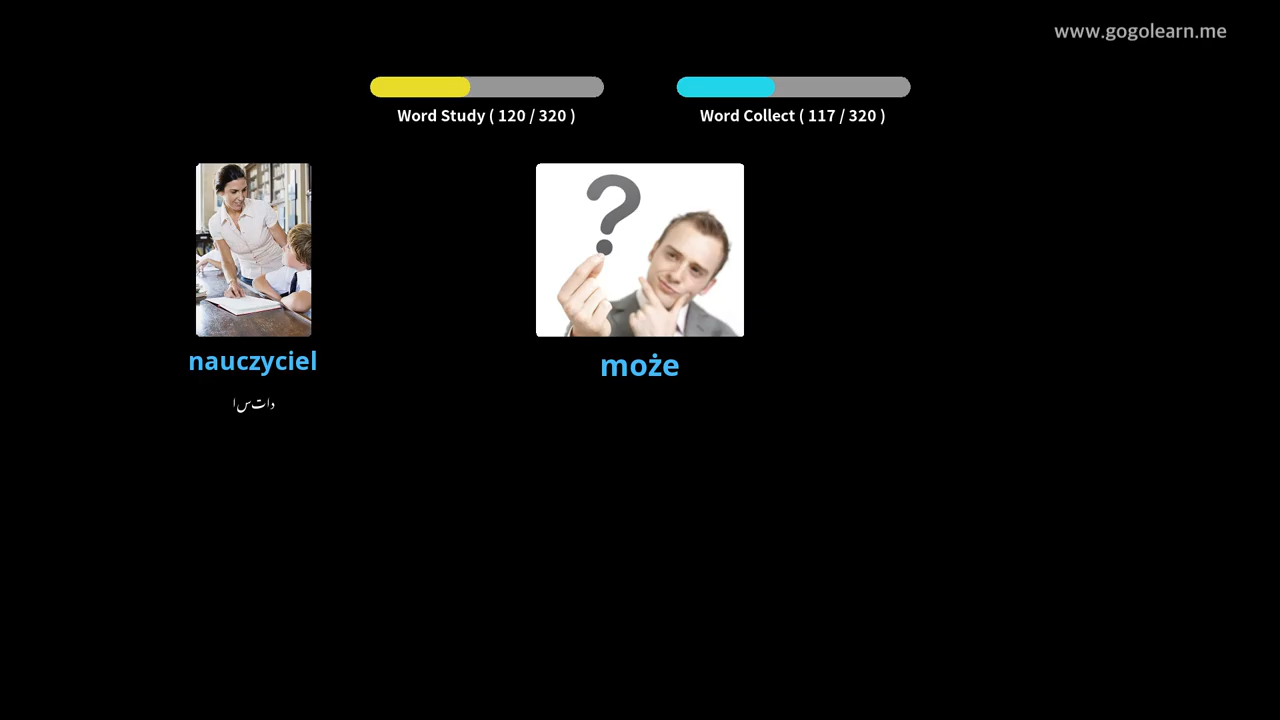 www.gogolearn.me
Word Study ( 120 / 320 )
Word Collect ( 117 / 320 )
nauczyciel
może
استاد